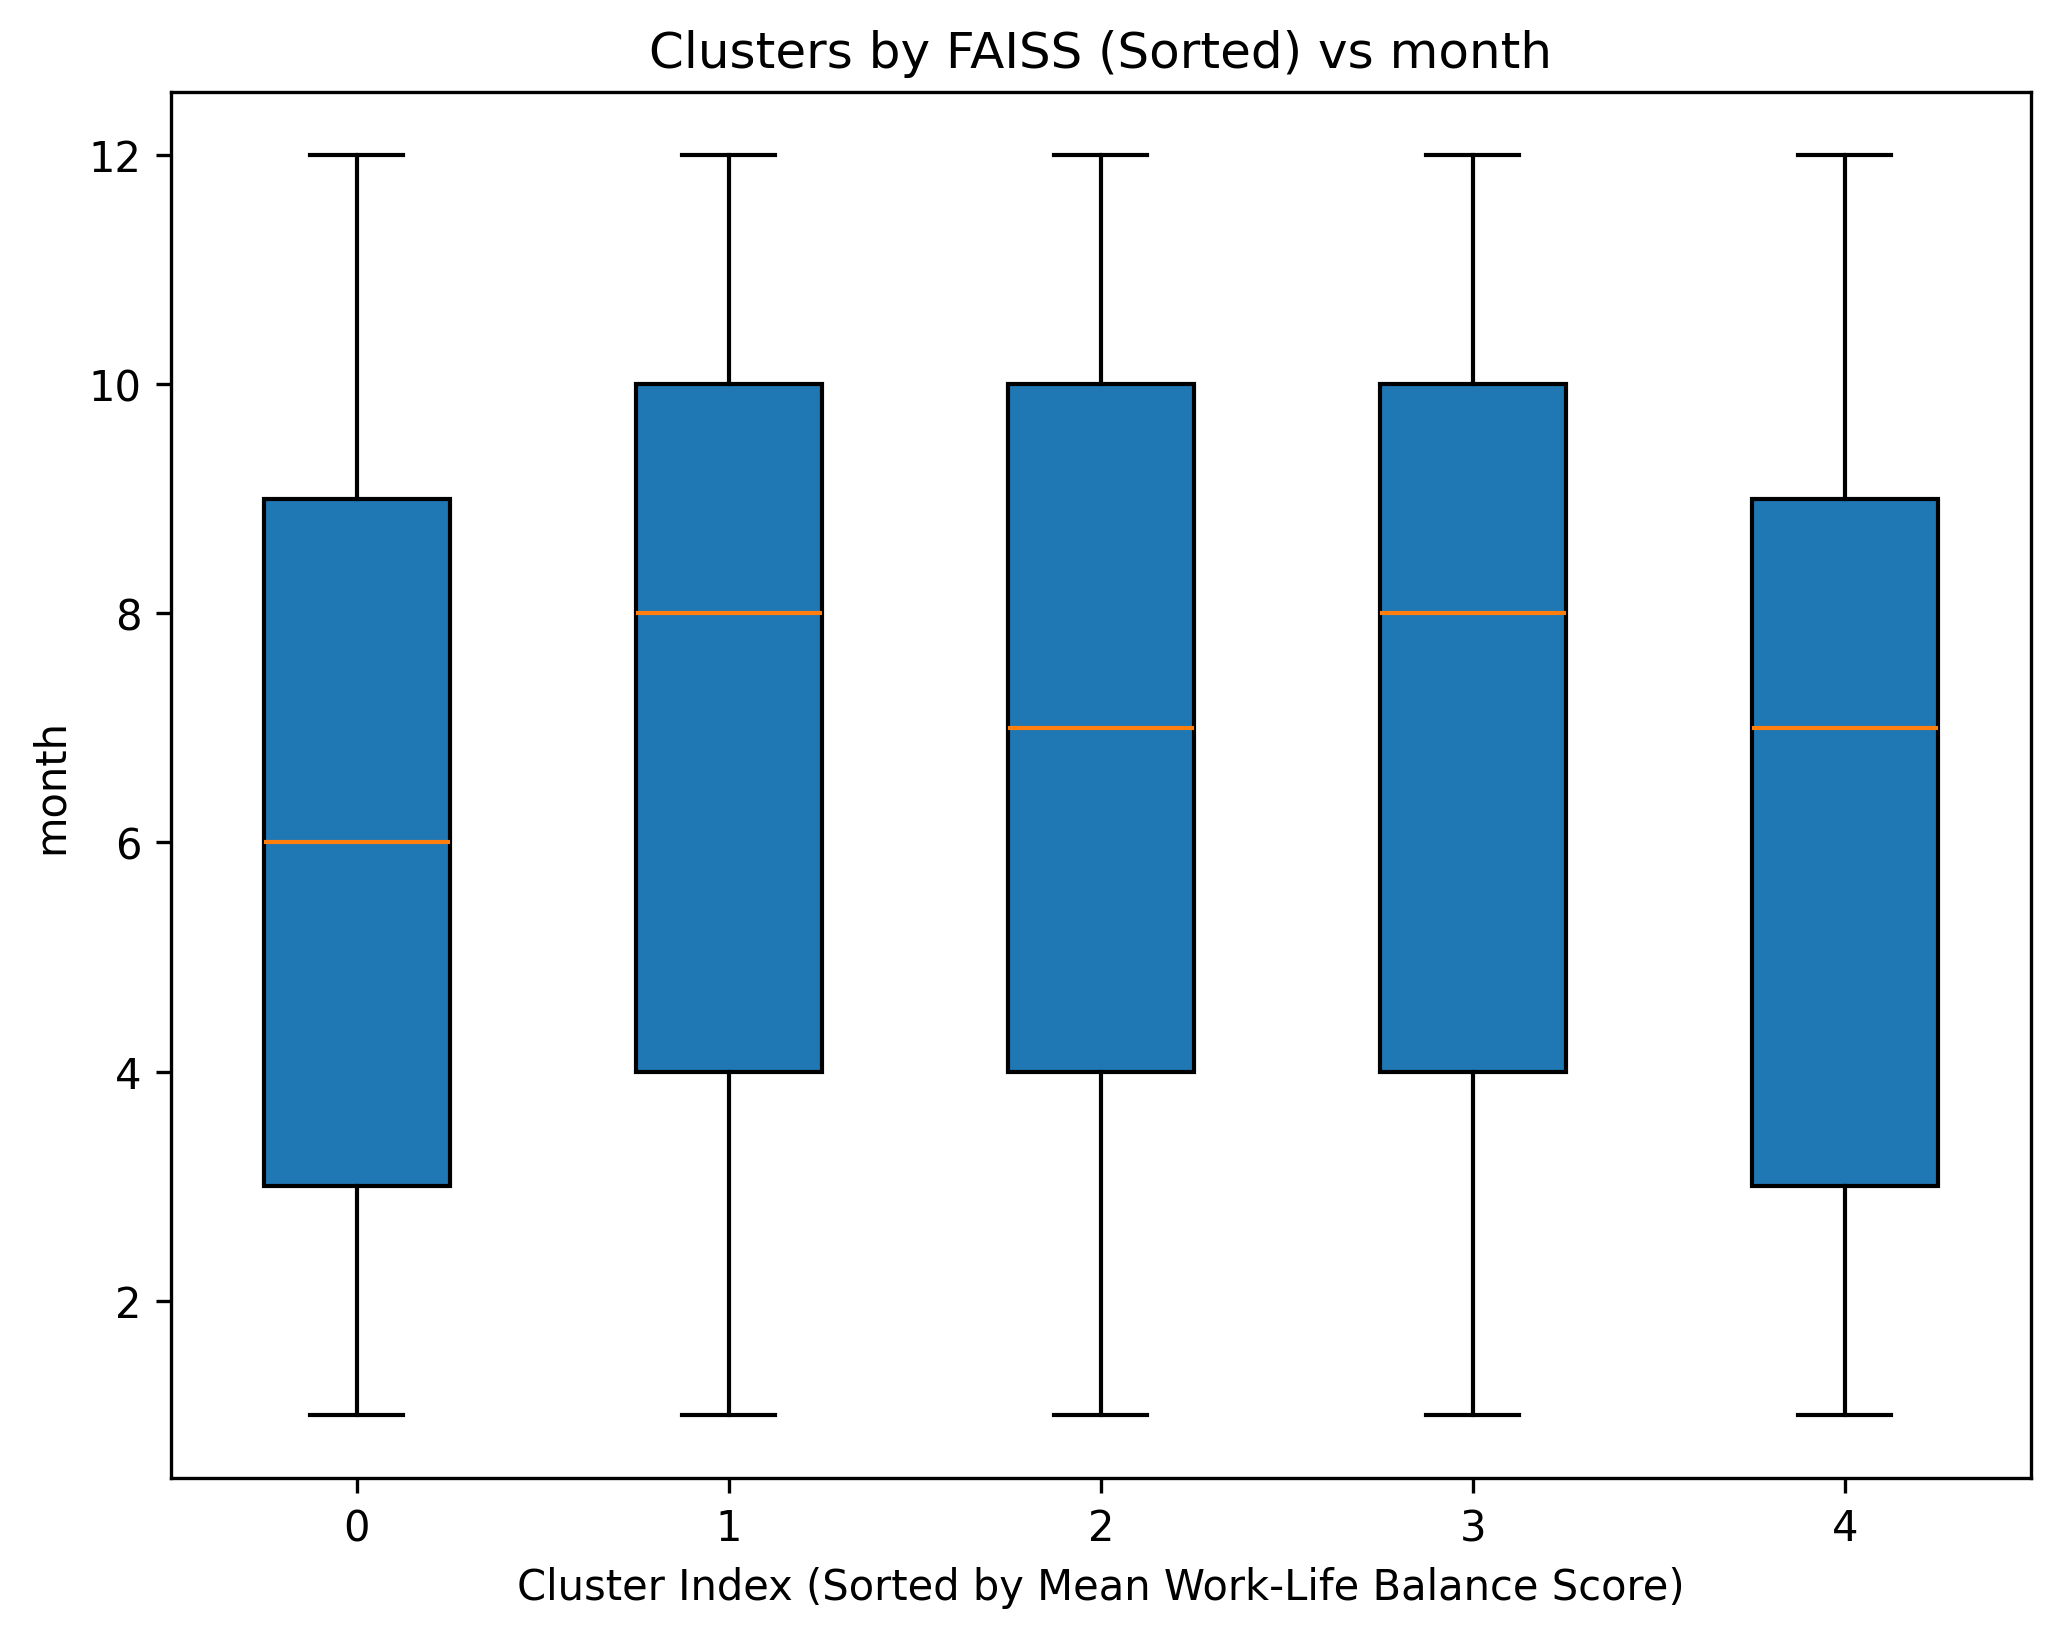 Clusters by FAISS (Sorted) vs month
12
10
8
6
4
2
month
0 1 2 3 4
Cluster Index (Sorted by Mean Work-Life Balance Score)